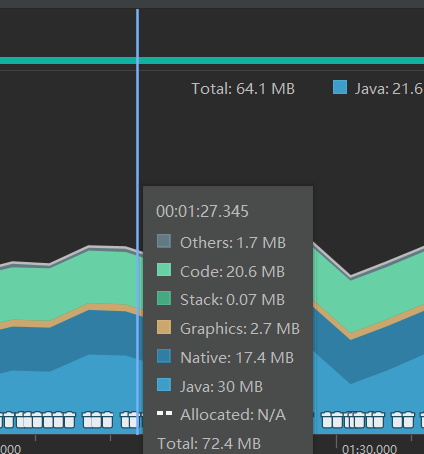 Total: 64.1 MB Java: 21.6
00:01:27.345
Others: 1.7 MB
Code: 20.6 MB
Stack: 0.07 MB
Graphics: 2.7 MB
Native: 17.4 MB
Java: 30 MB
Allocated: N/A
Total: 72.4 MB
.000 01:30.000